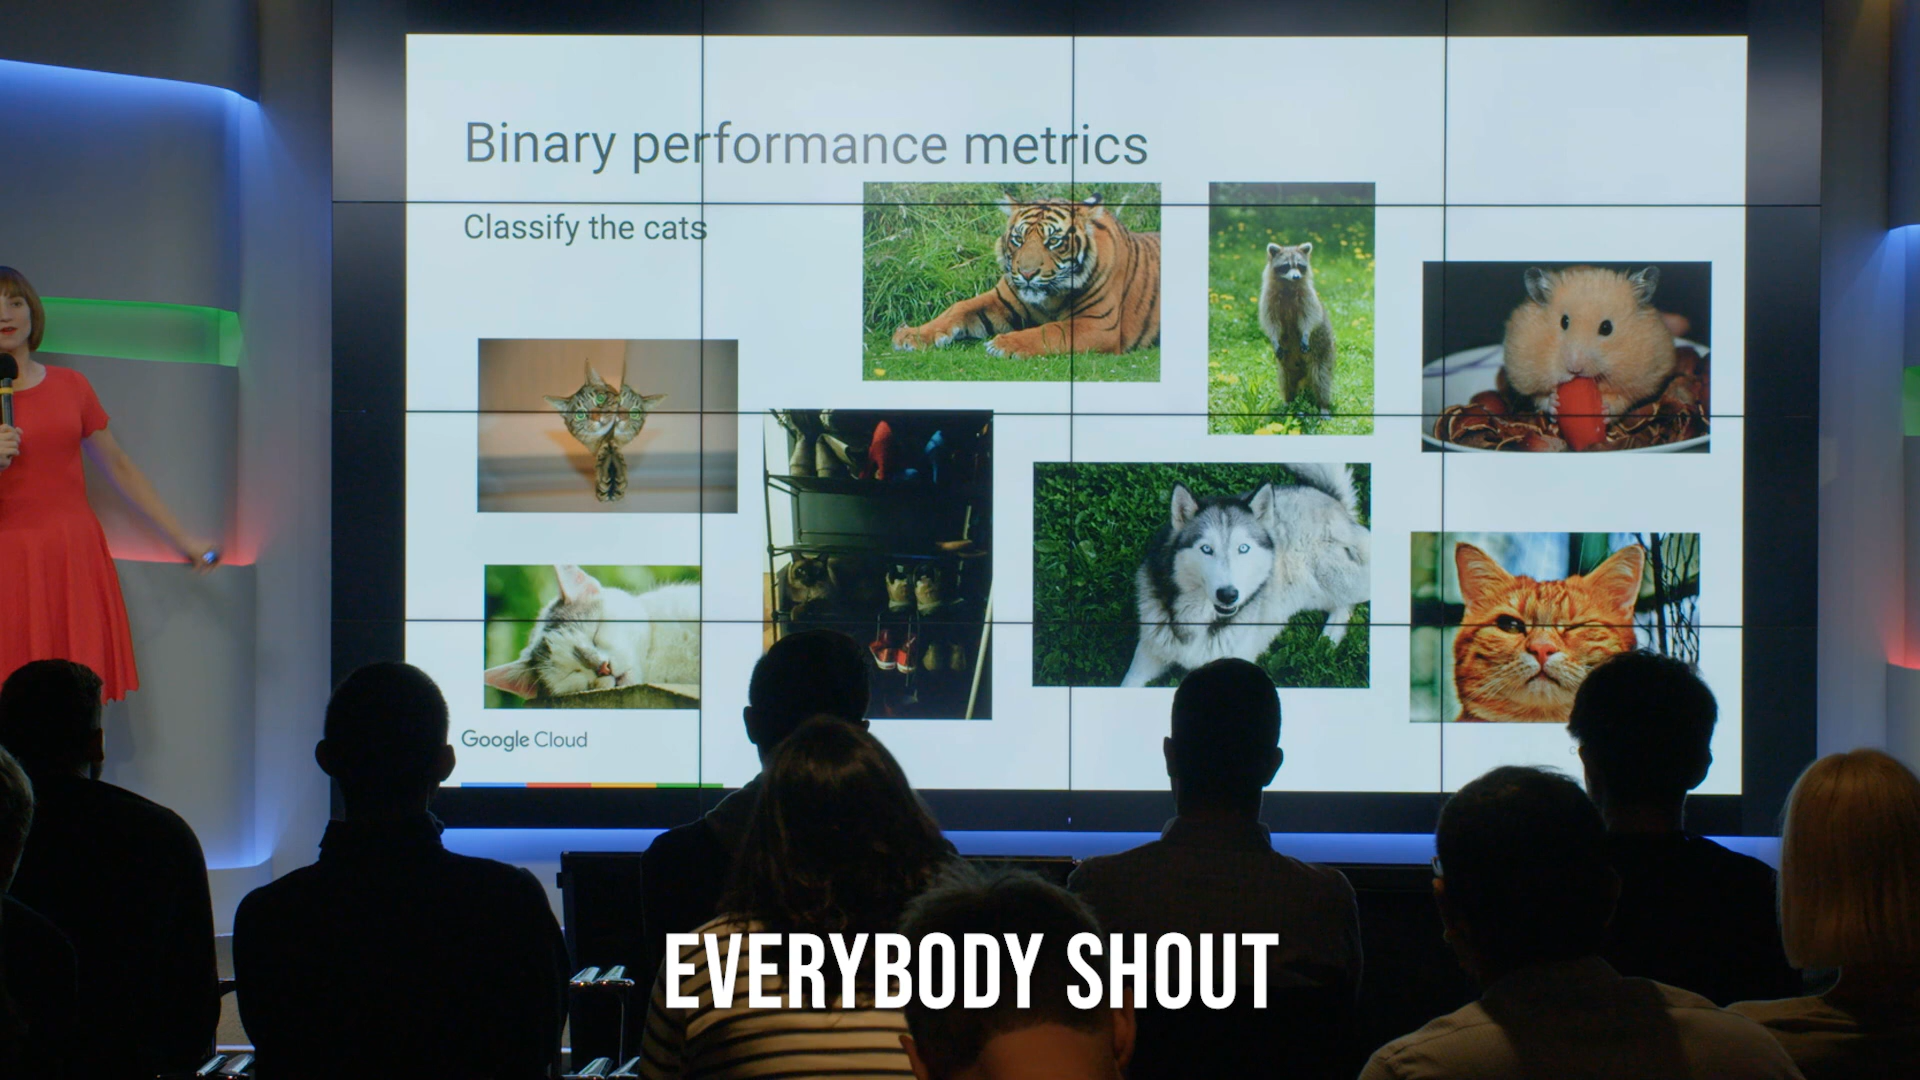 Binary performance metrics
Classify the cats
Google Cloud
EVERYBODY SHOUT